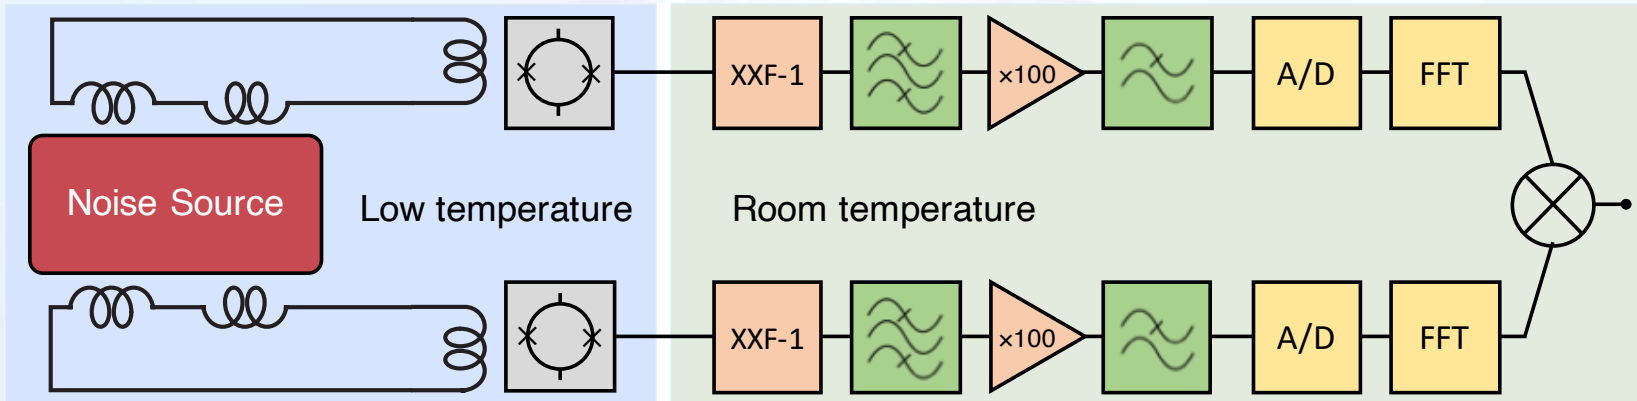 XXF-1
×100
A/D
FFT
Noise Source
Low temperature
Room temperature
XXF-1
×100
A/D
FFT